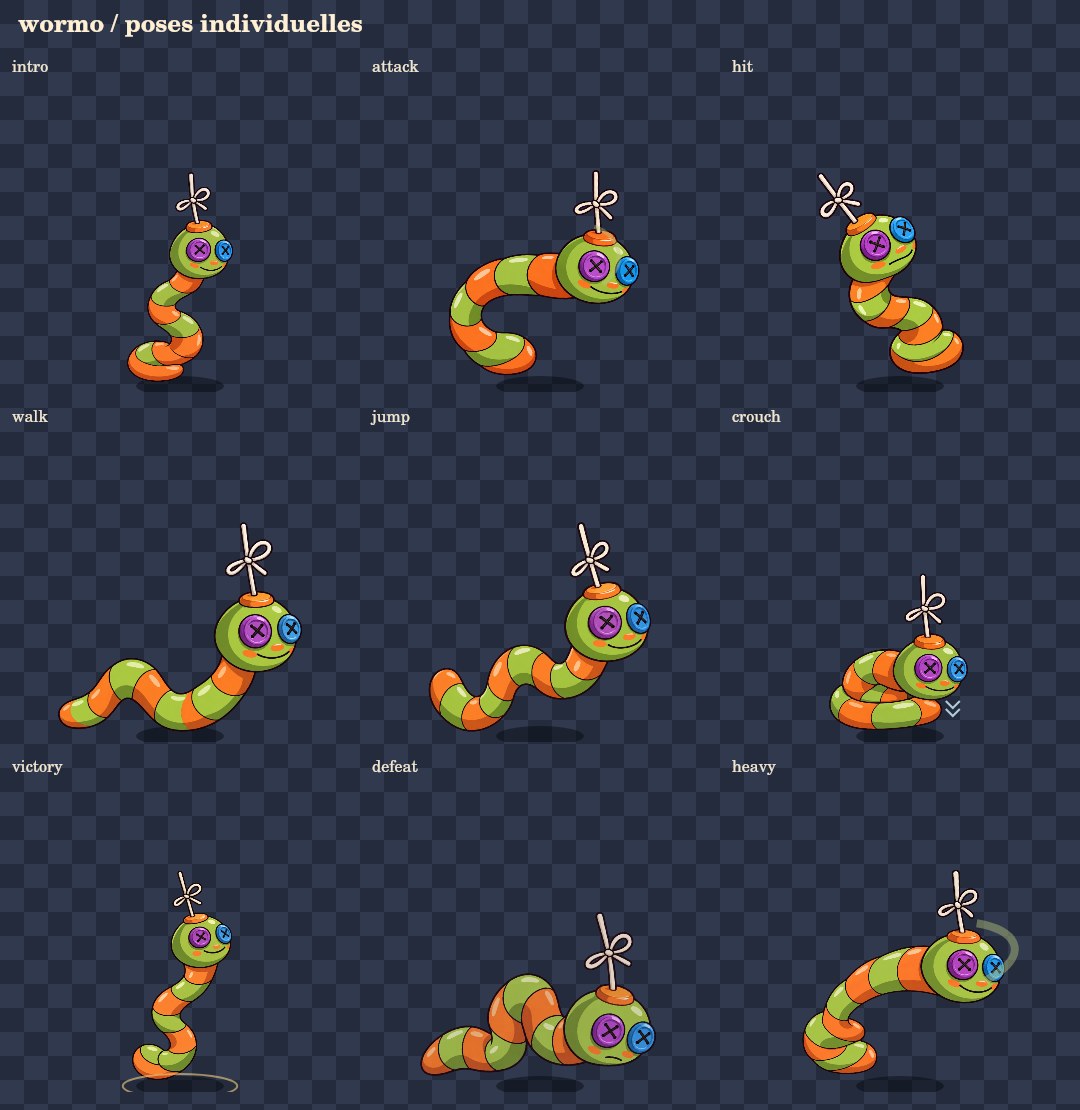 wormo / poses individuelles
intro
attack
hit
walk
jump
crouch
victory
defeat
heavy